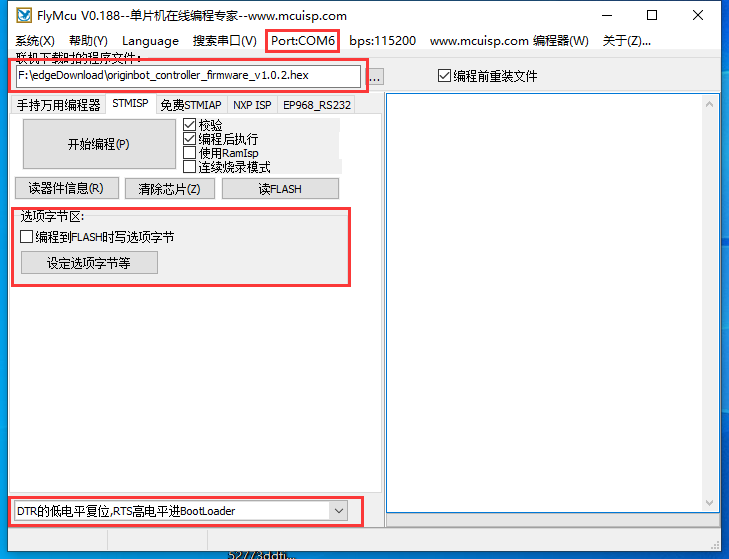 FlyMcu V0.188--单片机在线编程专家--www.mcuisp.com
系统(X) 帮助(Y) Language 搜索串口(V) Port:COM6 bps:115200 www.mcuisp.com 编程器(W) 关于(Z)...
联机下载时的程序文件:
F:\edgeDownload\originbot_controller_firmware_v1.0.2.hex ... 编程前重装文件
手持万用编程器 STMISP 免费STMIAP NXP ISP EP968_RS232
开始编程(P)
校验
编程后执行
使用RamIsp
连续烧录模式
读器件信息(R) 清除芯片(Z) 读FLASH
选项字节区:
编程到FLASH时写选项字节
设定选项字节等
DTR的低电平复位,RTS高电平进BootLoader